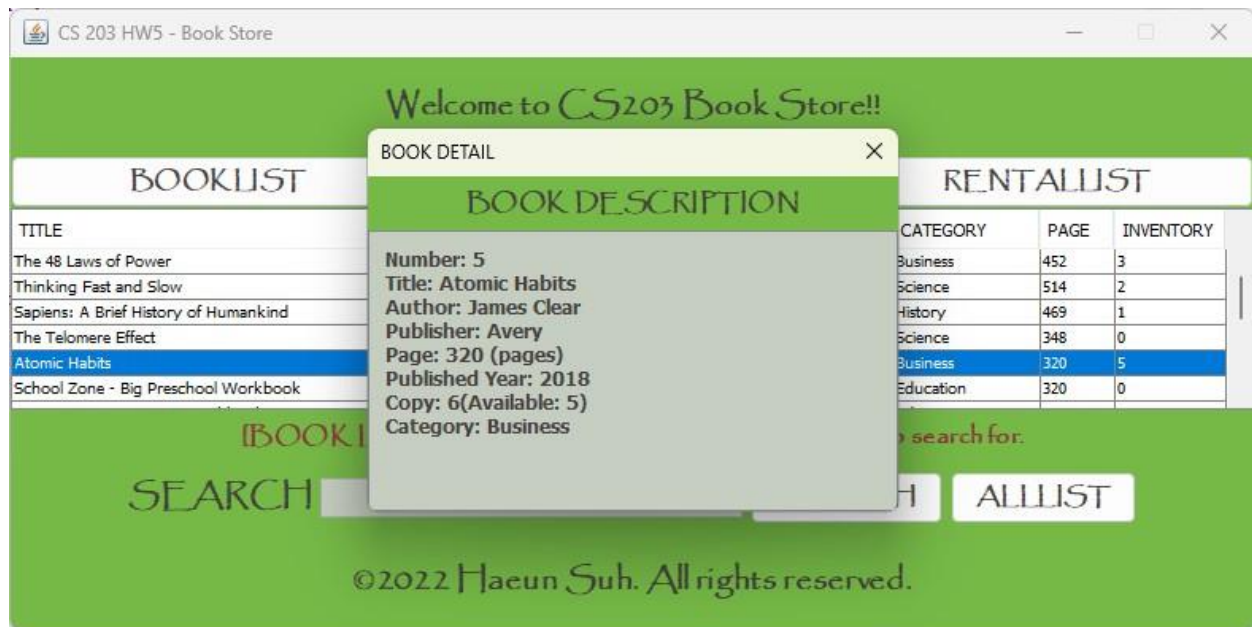 CS 203 HW5 - Book Store
Welcome to CS203 Book Store!!
BOOKLIST
RENTALLIST
BOOK DETAIL
BOOK DESCRIPTION
Number: 5
Title: Atomic Habits
Author: James Clear
Publisher: Avery
Page: 320 (pages)
Published Year: 2018
Copy: 6(Available: 5)
Category: Business
TITLE CATEGORY PAGE INVENTORY
The 48 Laws of Power Business 452 3
Thinking Fast and Slow Science 514 2
Sapiens: A Brief History of Humankind History 469 1
The Telomere Effect Science 348 0
Atomic Habits Business 320 5
School Zone - Big Preschool Workbook Education 320 0
[BOOK search for.
SEARCH
ALLLIST
©2022 Haeun Suh. All rights reserved.